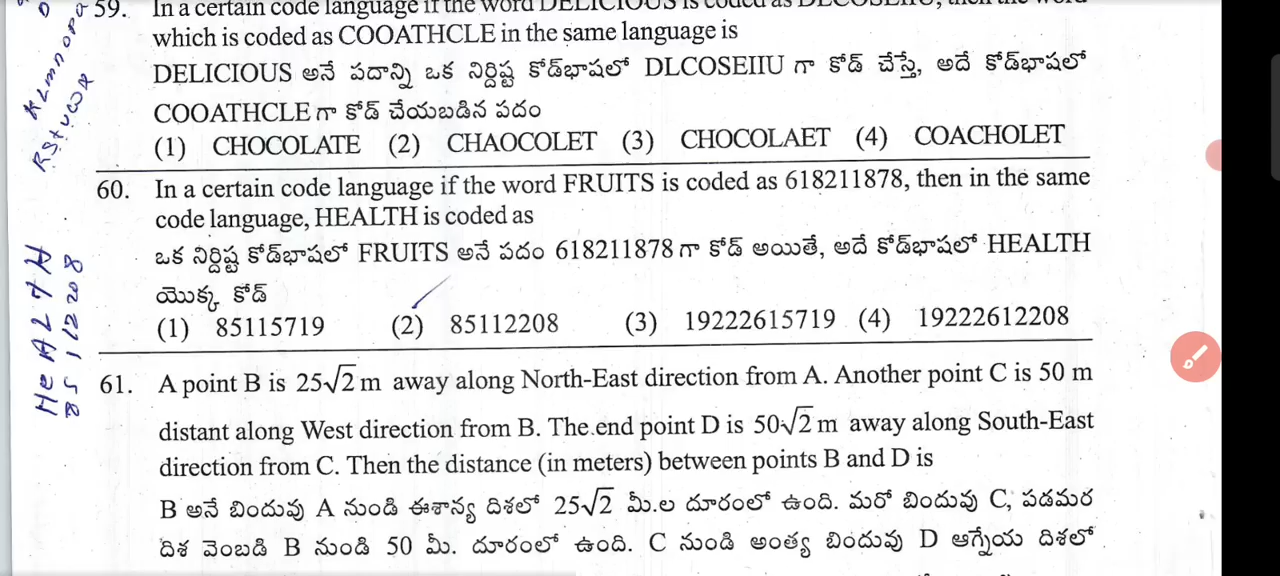 59. In a certain code language if the word DELICIOUS is coded as DLCOSEIIU, then the word
which is coded as COOATHCLE in the same language is
DELICIOUS అనే పదాన్ని ఒక నిర్దిష్ట కోడ్‌భాషలో DLCOSEIIU గా కోడ్ చేస్తే, అదే కోడ్‌భాషలో
COOATHCLE గా కోడ్ చేయబడిన పదం
(1) CHOCOLATE (2) CHAOCOLET (3) CHOCOLAET (4) COACHOLET
60. In a certain code language if the word FRUITS is coded as 618211878, then in the same
code language, HEALTH is coded as
ఒక నిర్దిష్ట కోడ్‌భాషలో FRUITS అనే పదం 618211878 గా కోడ్ అయితే, అదే కోడ్‌భాషలో HEALTH
యొక్క కోడ్
(1) 85115719 (2) 85112208 (3) 19222615719 (4) 19222612208
61. A point B is 25√2 m away along North-East direction from A. Another point C is 50 m
distant along West direction from B. The end point D is 50√2 m away along South-East
direction from C. Then the distance (in meters) between points B and D is
B అనే బిందువు A నుండి ఈశాన్య దిశలో 25√2 మీ.ల దూరంలో ఉంది. మరో బిందువు C, పడమర
దిశ వెంబడి B నుండి 50 మీ. దూరంలో ఉంది. C నుండి అంత్య బిందువు D ఆగ్నేయ దిశలో
KLMNOPQ
RSTUVWX
HEALTH
85 1 12 20 8